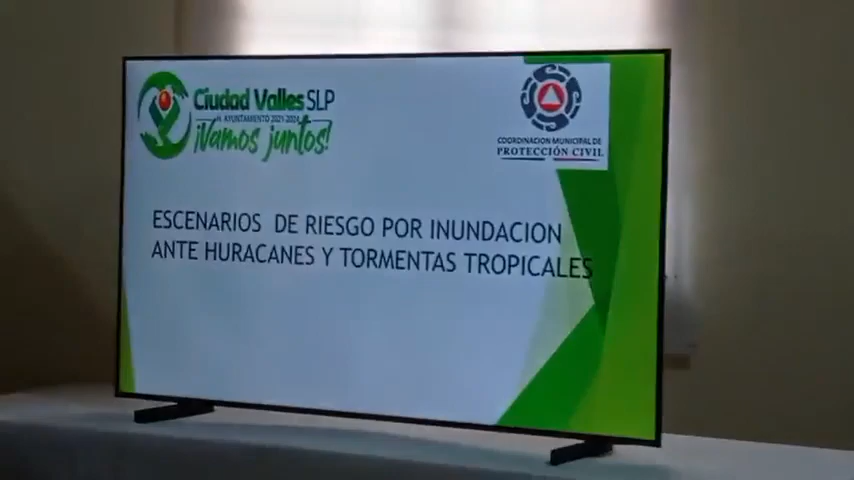 Ciudad Valles SLP
H. AYUNTAMIENTO 2021-2024
¡Vamos juntos!
COORDINACION MUNICIPAL DE
PROTECCIÓN CIVIL
ESCENARIOS DE RIESGO POR INUNDACION
ANTE HURACANES Y TORMENTAS TROPICALES